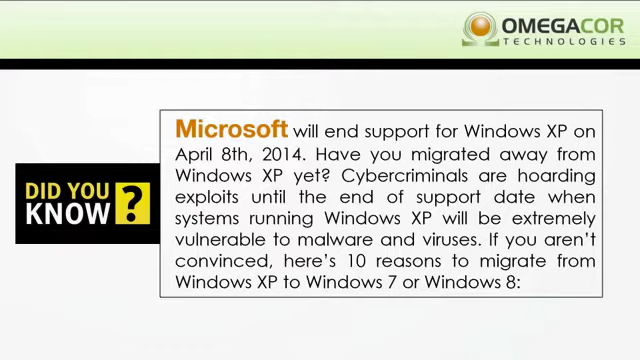 OMEGACOR
TECHNOLOGIES
DID YOU
KNOW ?
Microsoft will end support for Windows XP on
April 8th, 2014. Have you migrated away from
Windows XP yet? Cybercriminals are hoarding
exploits until the end of support date when
systems running Windows XP will be extremely
vulnerable to malware and viruses. If you aren't
convinced, here's 10 reasons to migrate from
Windows XP to Windows 7 or Windows 8: